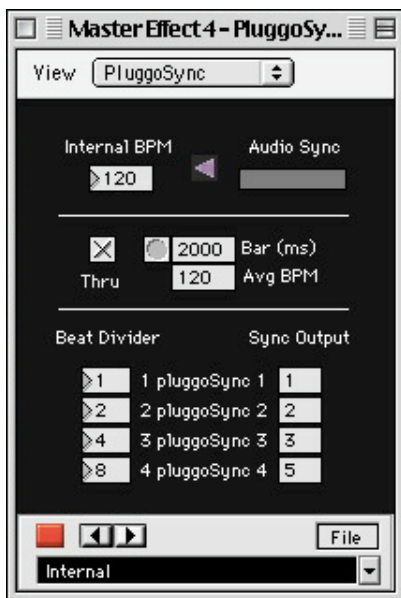 Master Effect 4 – PluggoSy...
View PluggoSync
Internal BPM Audio Sync
120
2000 Bar (ms)
Thru 120 Avg BPM
Beat Divider Sync Output
1 1 pluggoSync 1 1
2 2 pluggoSync 2 2
4 3 pluggoSync 3 3
8 4 pluggoSync 4 5
File
Internal